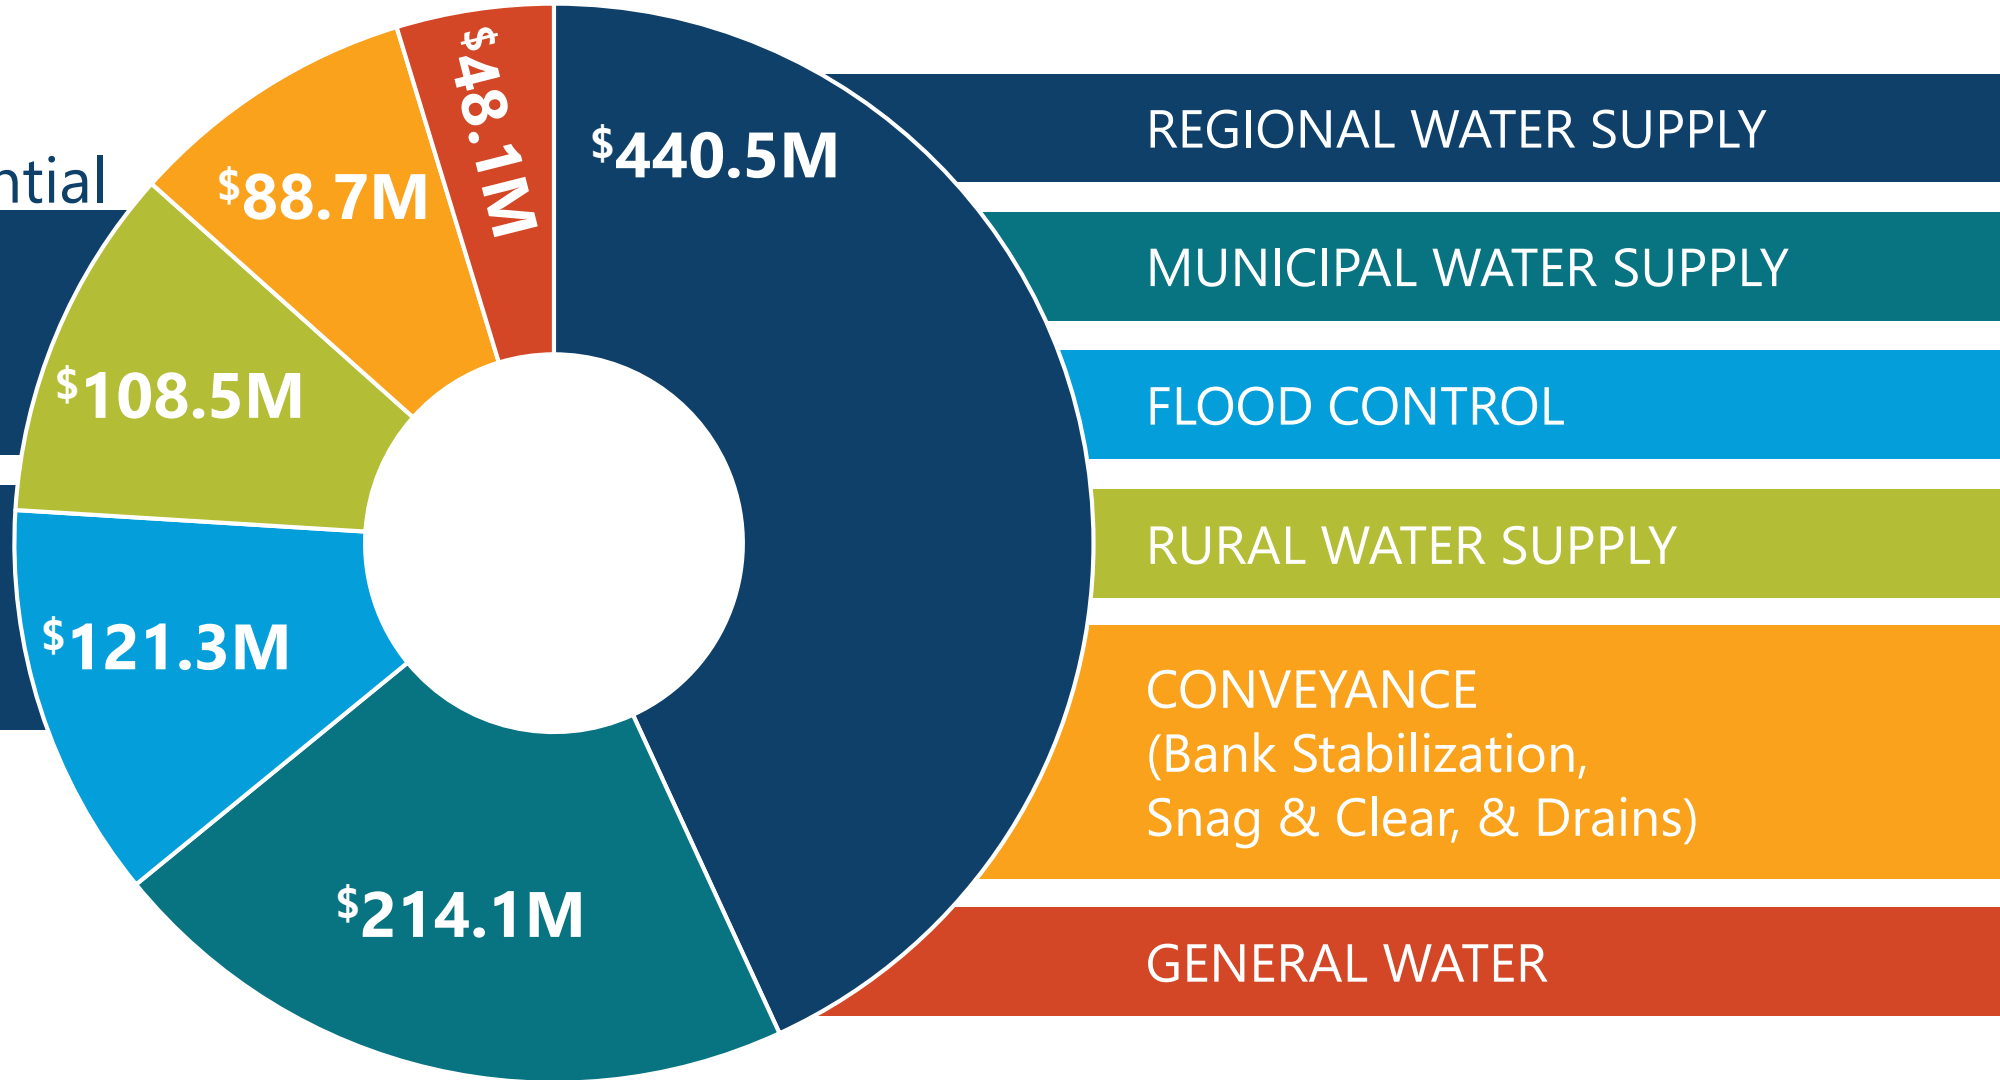 ntial
$48.1M
$440.5M
$88.7M
$108.5M
$121.3M
$214.1M
REGIONAL WATER SUPPLY
MUNICIPAL WATER SUPPLY
FLOOD CONTROL
RURAL WATER SUPPLY
CONVEYANCE
(Bank Stabilization,
Snag & Clear, & Drains)
GENERAL WATER